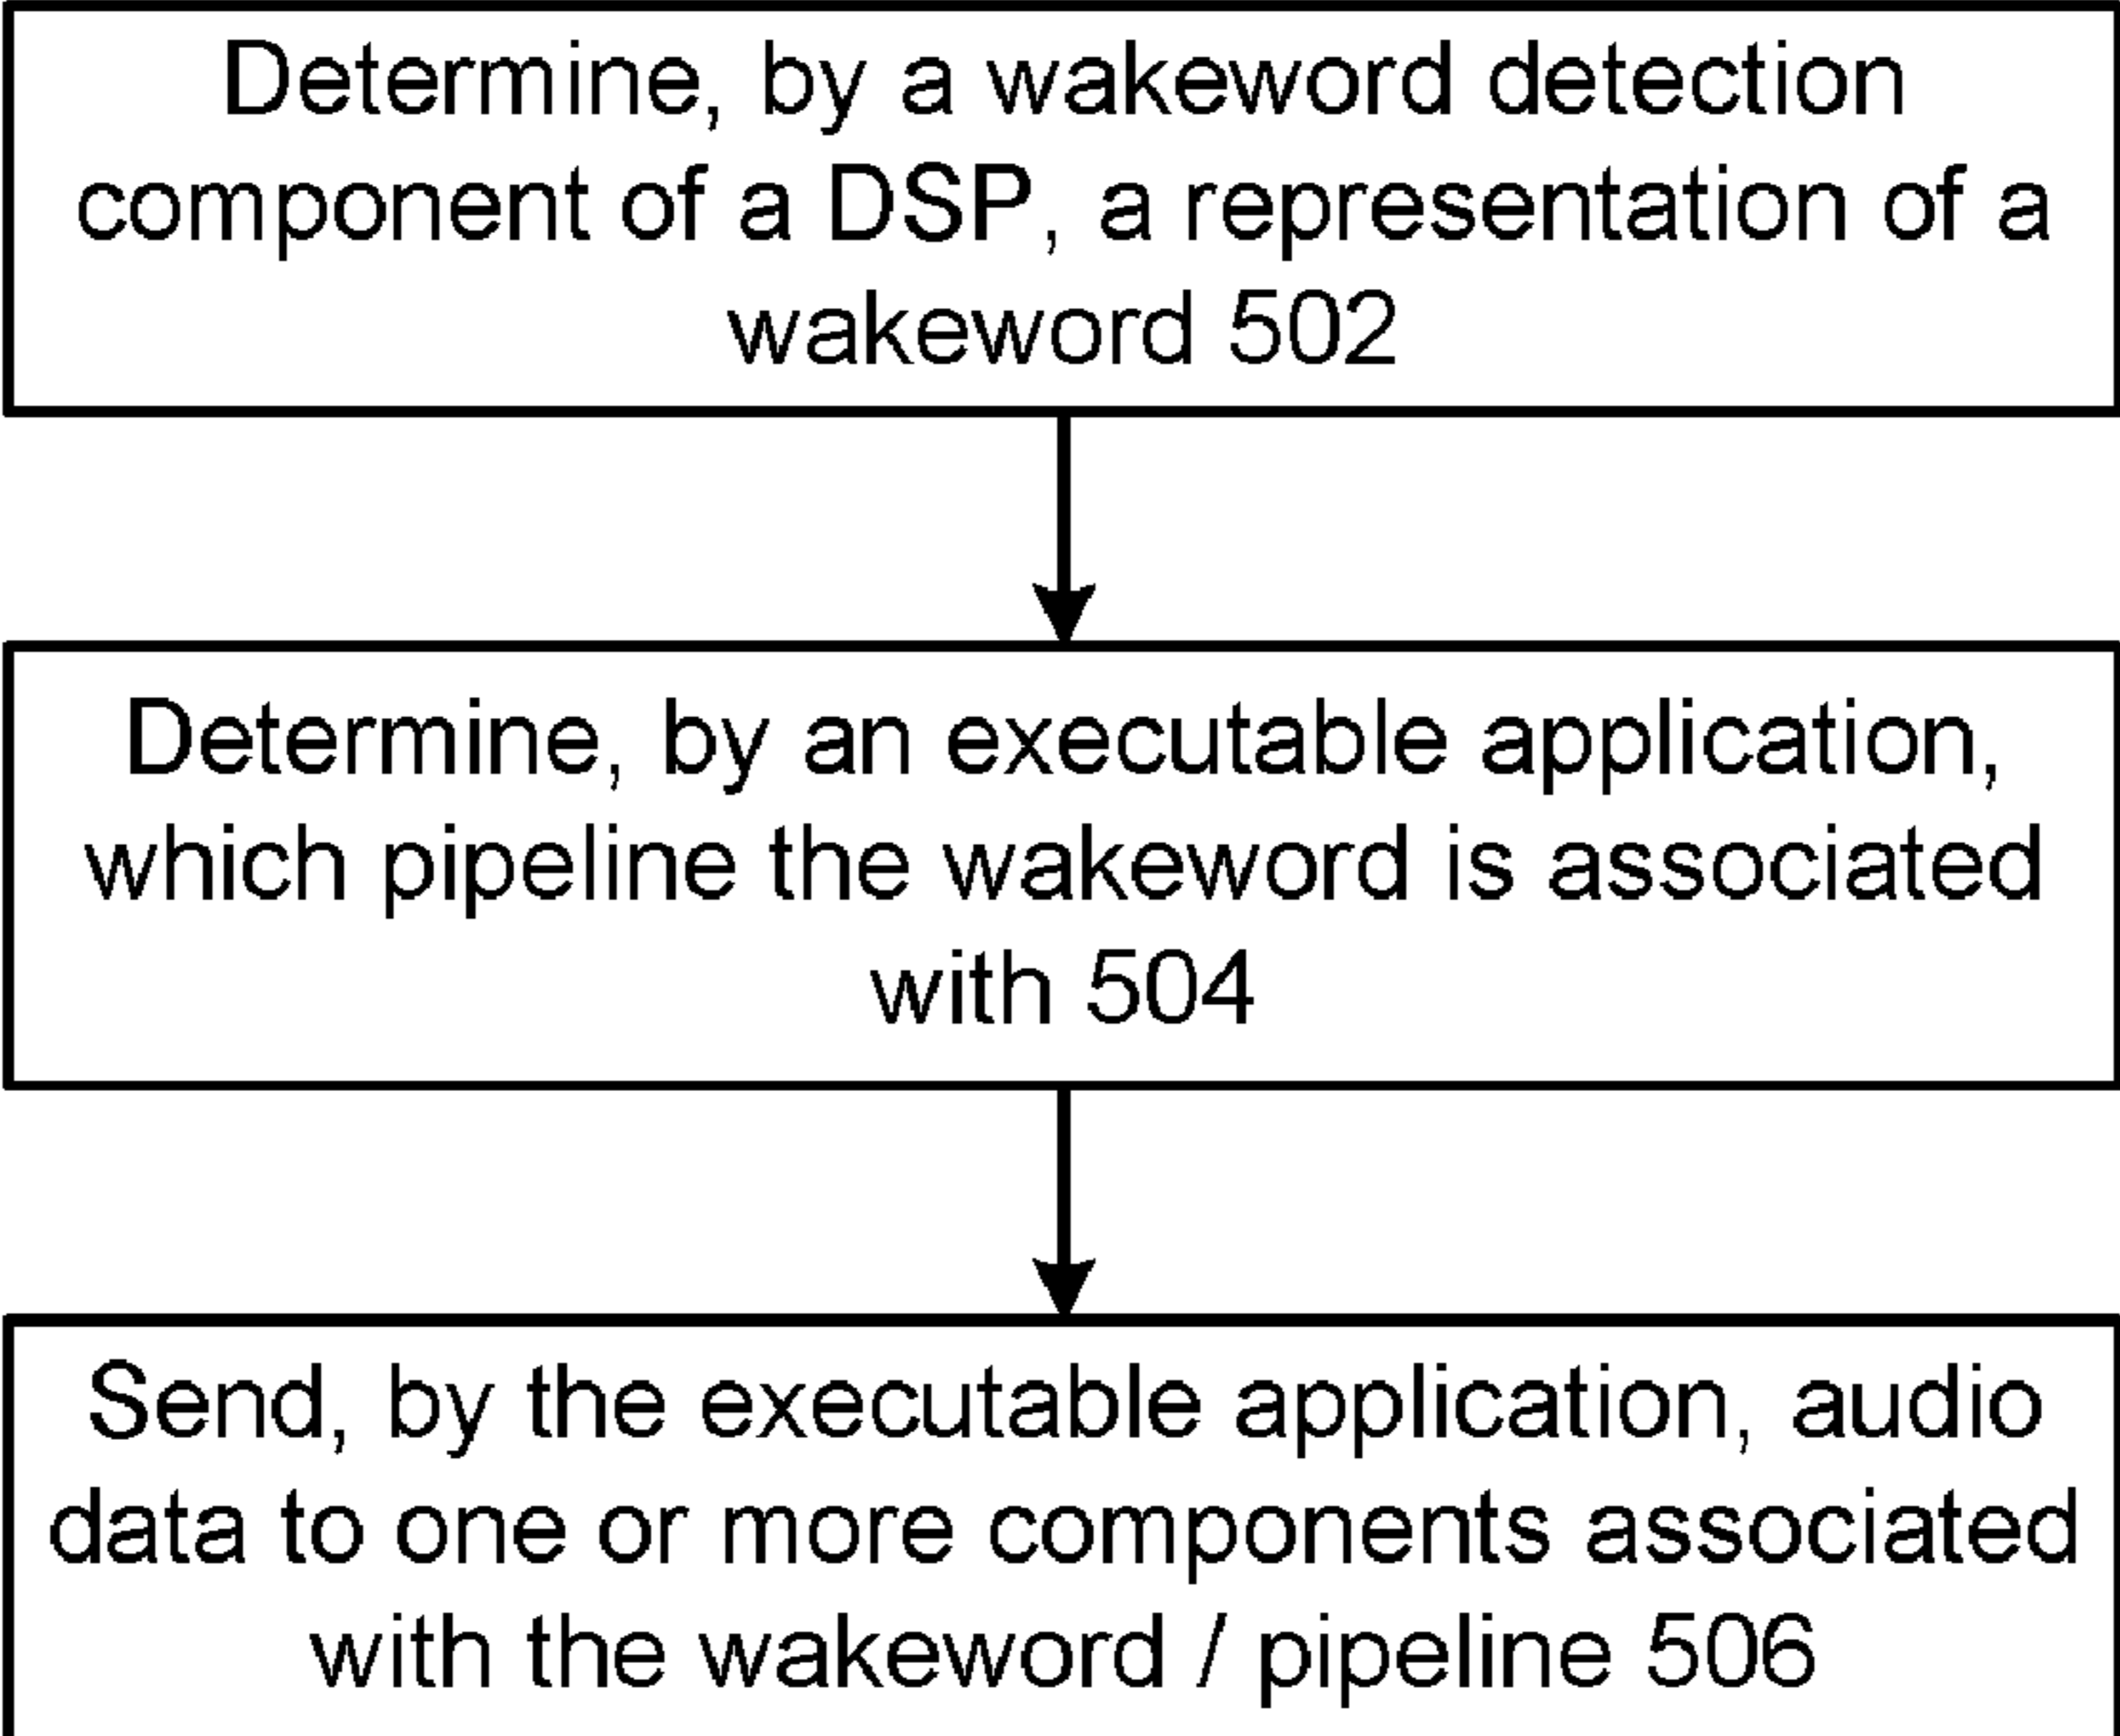 Determine, by a wakeword detection
component of a DSP, a representation of a
wakeword 502
Determine, by an executable application,
which pipeline the wakeword is associated
with 504
Send, by the executable application, audio
data to one or more components associated
with the wakeword / pipeline 506